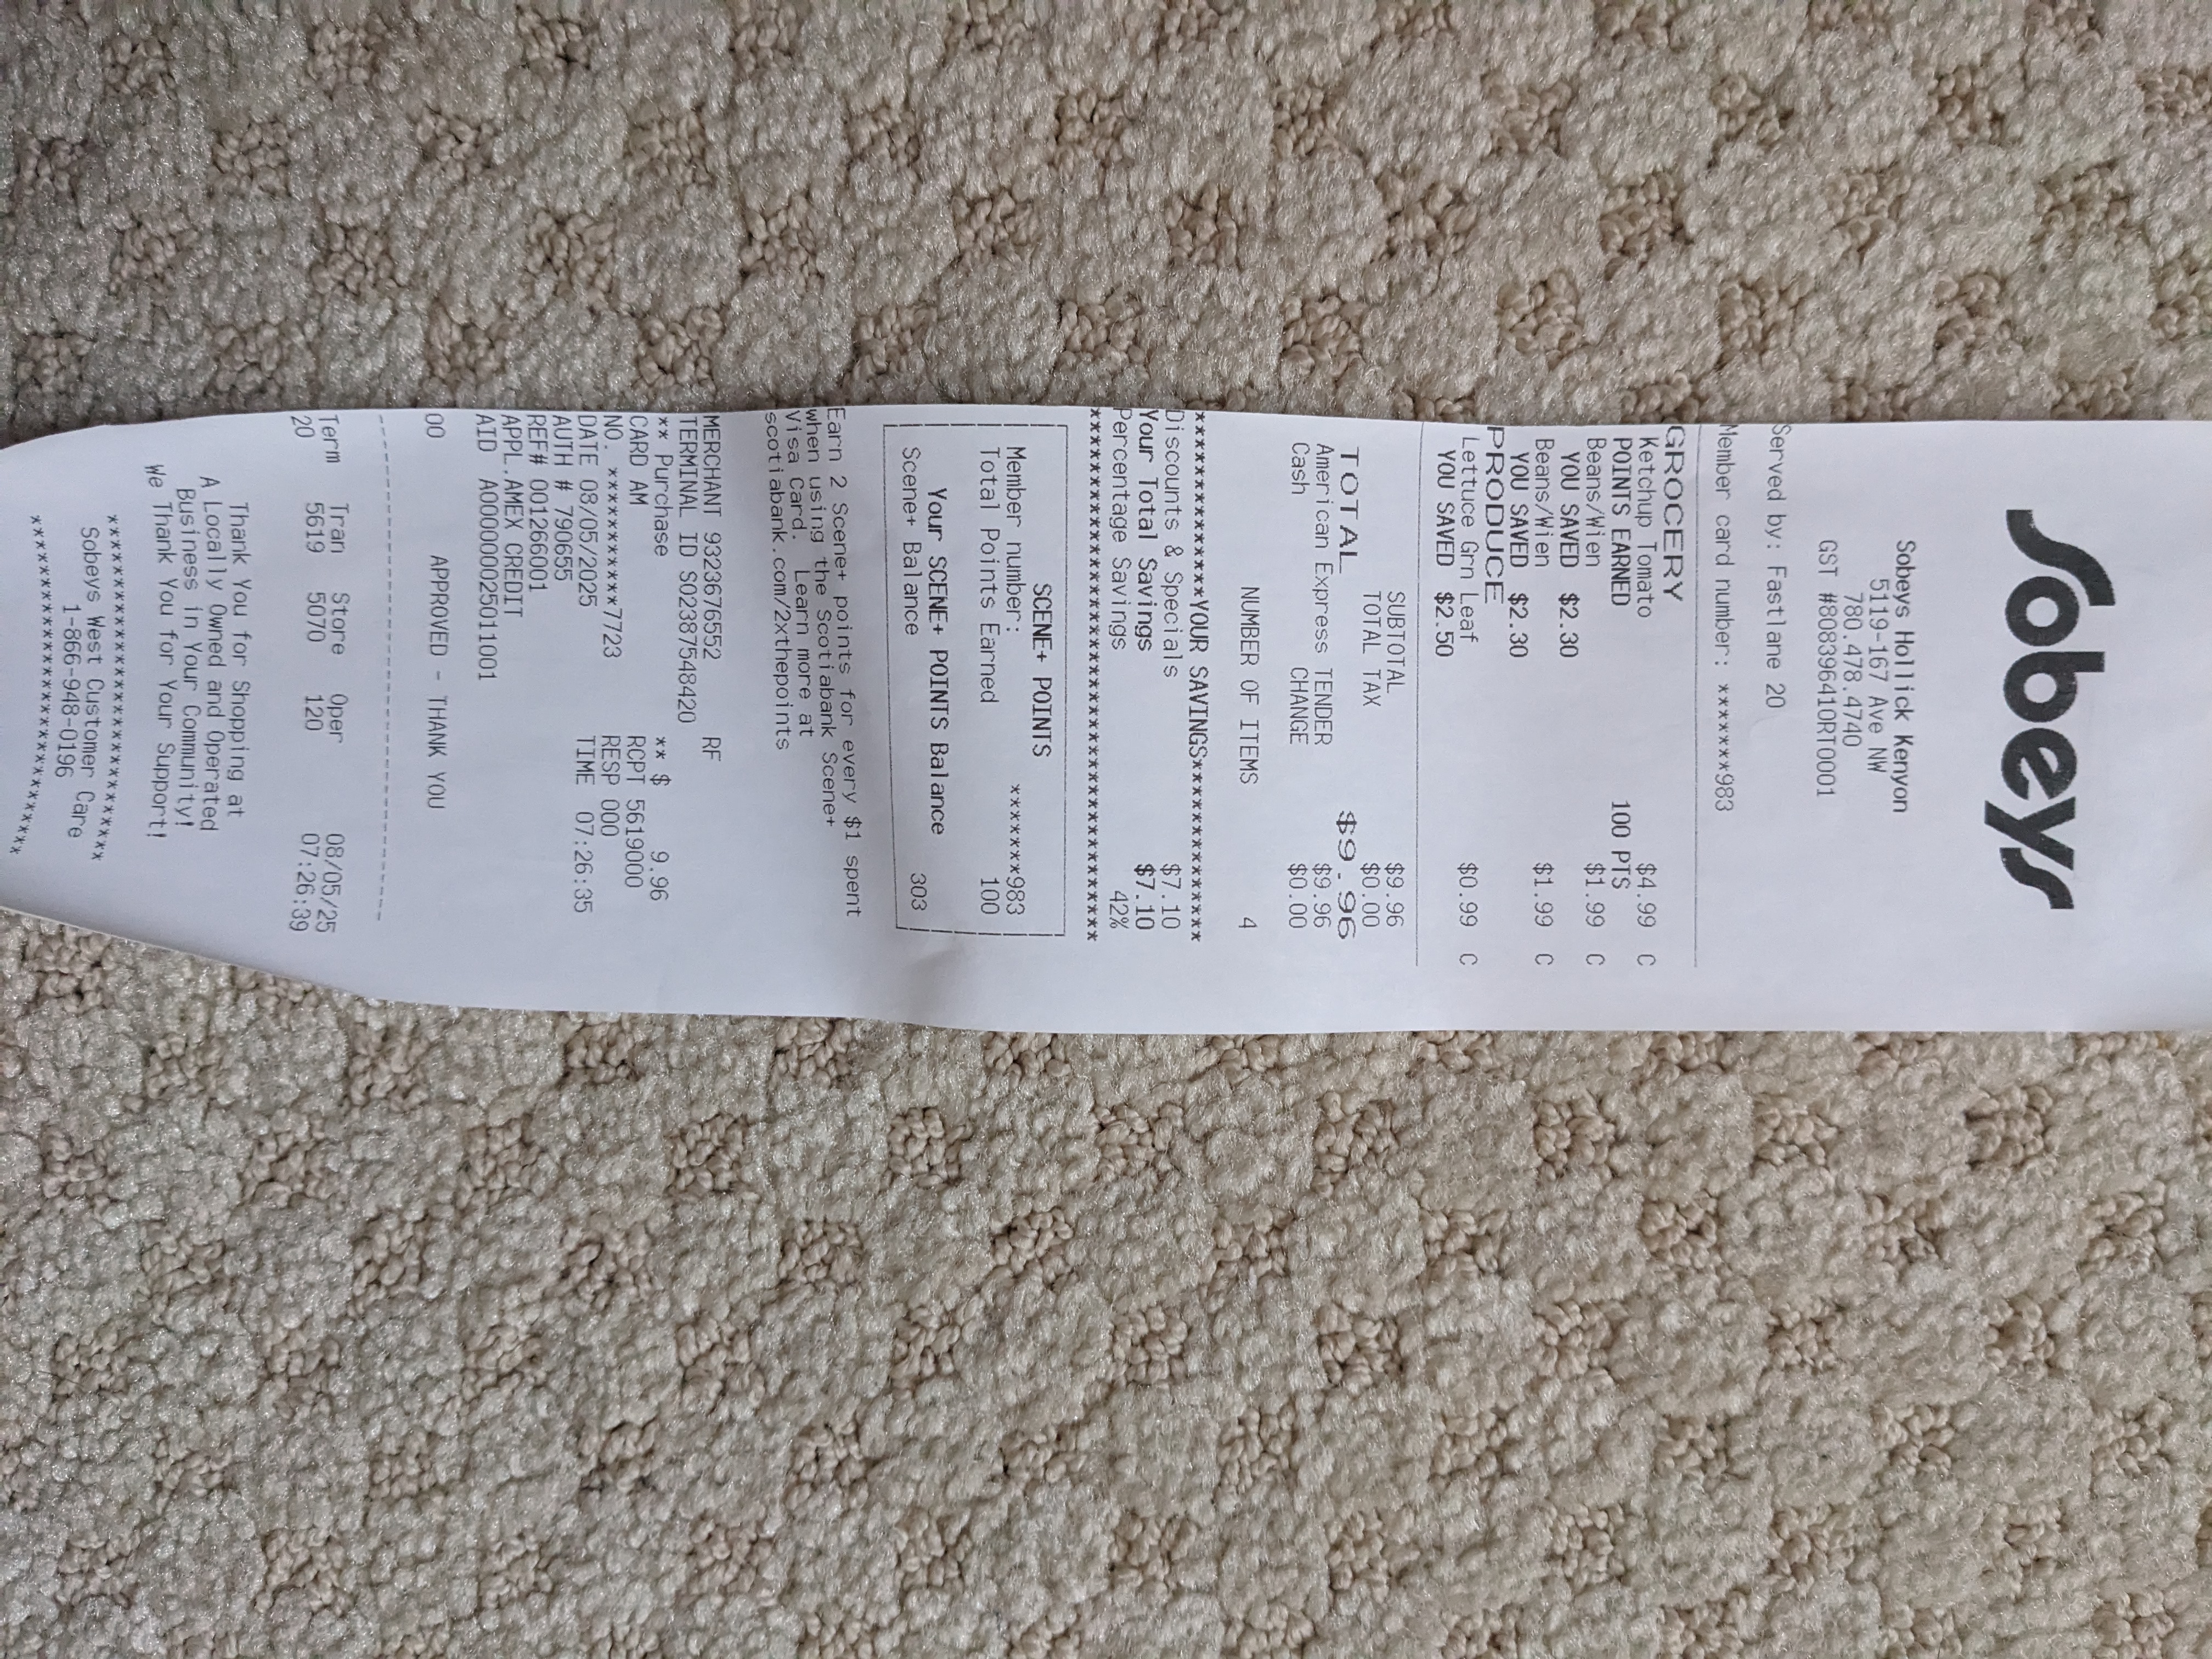 Sobeys
Sobeys Hollick Kenyon
5119-167 Ave NW
780.478.4740
GST #808396410RT0001
Served by: Fastlane 20
Member card number: *******983
GROCERY
Ketchup Tomato $4.99 C
POINTS EARNED 100 PTS
Beans/Wien $1.99 C
YOU SAVED $2.30
Beans/Wien $1.99 C
YOU SAVED $2.30
PRODUCE
Lettuce Grn Leaf $0.99 C
YOU SAVED $2.50
SUBTOTAL $9.96
TOTAL TAX $0.00
TOTAL $9.96
American Express TENDER $9.96
Cash CHANGE $0.00
NUMBER OF ITEMS 4
************YOUR SAVINGS*****************
Discounts & Specials $7.10
Your Total Savings $7.10
Percentage Savings 42%
******************************************
SCENE+ POINTS
Member number: *******983
Total Points Earned 100
Your SCENE+ POINTS Balance
Scene+ Balance 303
Earn 2 Scene+ points for every $1 spent
when using the Scotiabank Scene+
Visa Card. Learn more at
scotiabank.com/2xthepoints
MERCHANT 9323676552 RF
TERMINAL ID S02387548420
** Purchase ** $ 9.96
CARD AM RCPT 5619000
NO. ***********7723 RESP 000
DATE 08/05/2025 TIME 07:26:35
AUTH # 790655
REF# 001266001
APPL.AMEX CREDIT
AID A000000025011001
00 APPROVED - THANK YOU
----------------------------------------
Term Tran Store Oper 08/05/25
20 5619 5070 120 07:26:39
Thank You for Shopping at
A Locally Owned and Operated
Business in Your Community!
We Thank You for Your Support!
***************************
Sobeys West Customer Care
1-866-948-0196
***************************